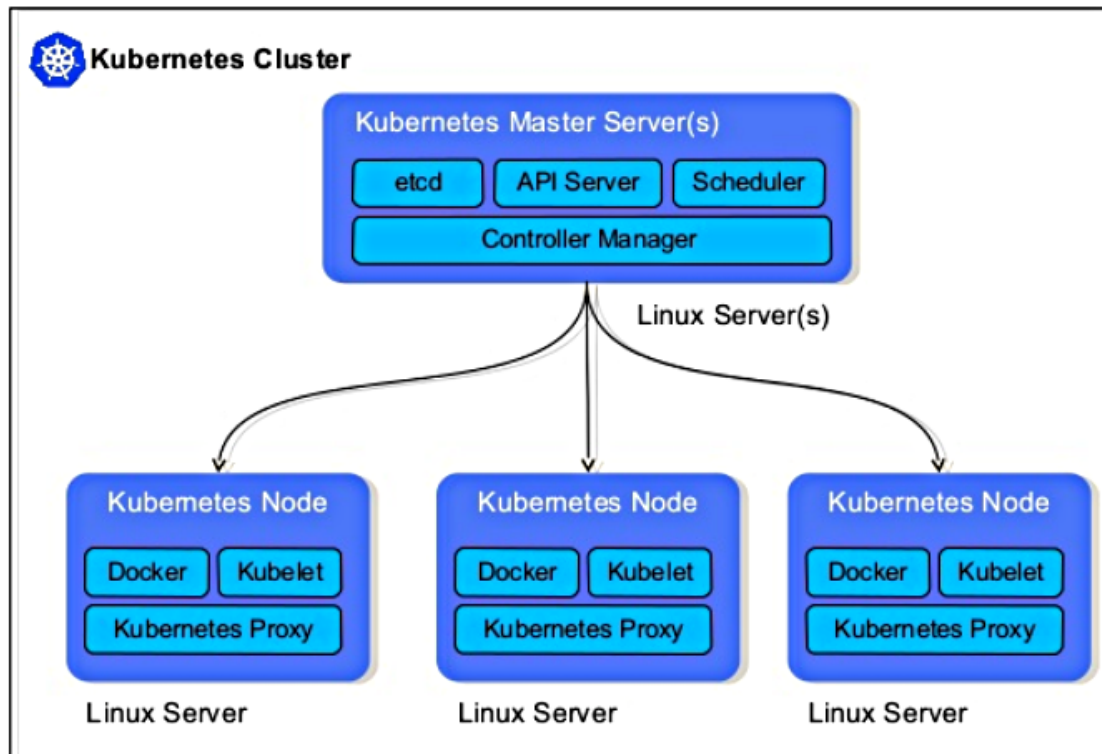 Kubernetes Cluster
Kubernetes Master Server(s)
etcd API Server Scheduler
Controller Manager
Linux Server(s)
Kubernetes Node Kubernetes Node Kubernetes Node
Docker Kubelet Docker Kubelet Docker Kubelet
Kubernetes Proxy Kubernetes Proxy Kubernetes Proxy
Linux Server Linux Server Linux Server